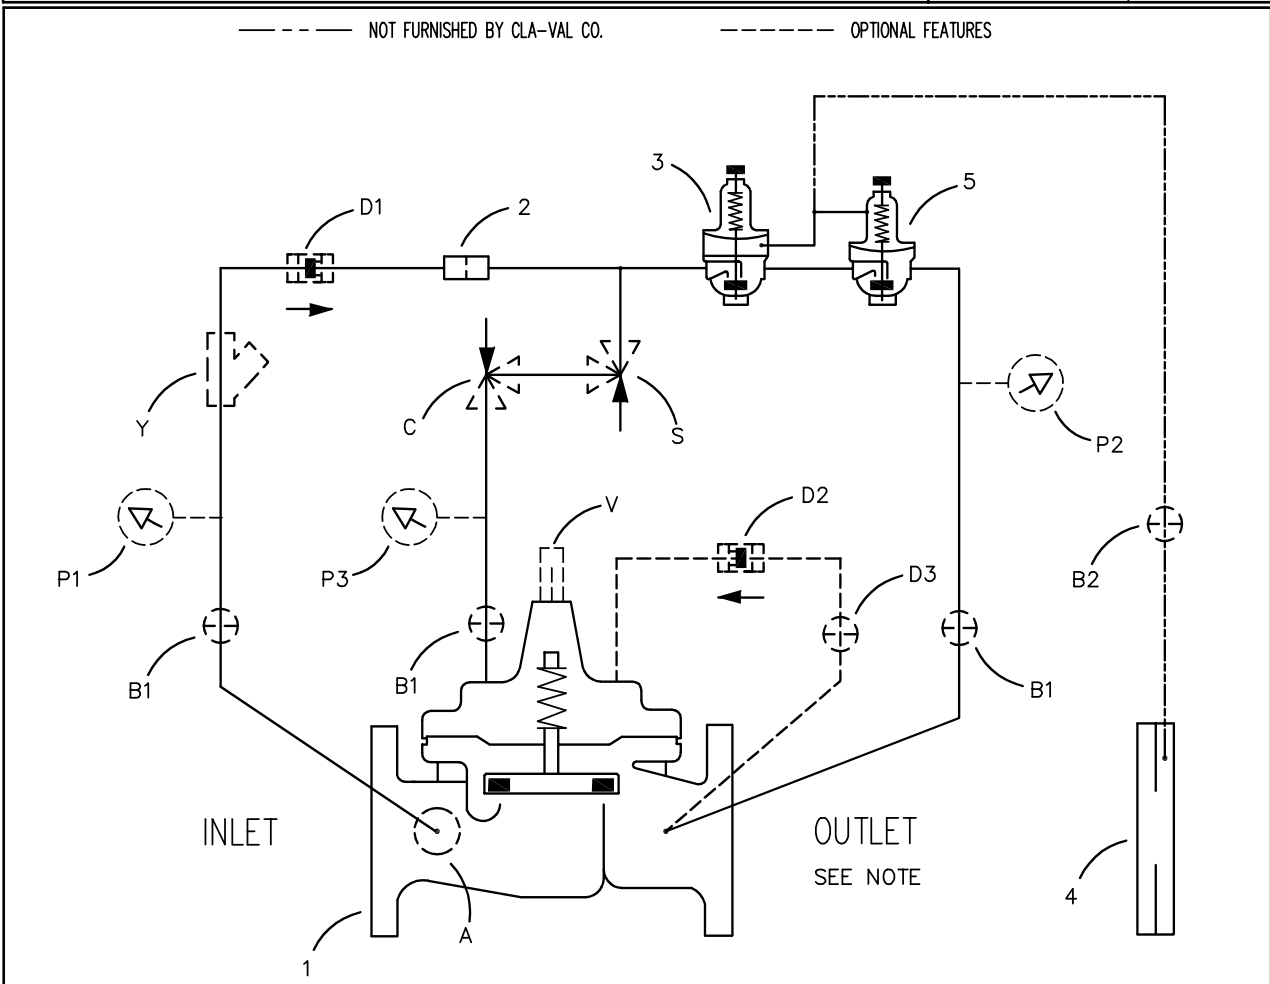 NOT FURNISHED BY CLA-VAL CO. OPTIONAL FEATURES
3
5
D1
2
Y
C
S
P2
P1
P3
V
D2
D3
B2
B1
B1
B1
INLET
OUTLET
SEE NOTE
4
A
1